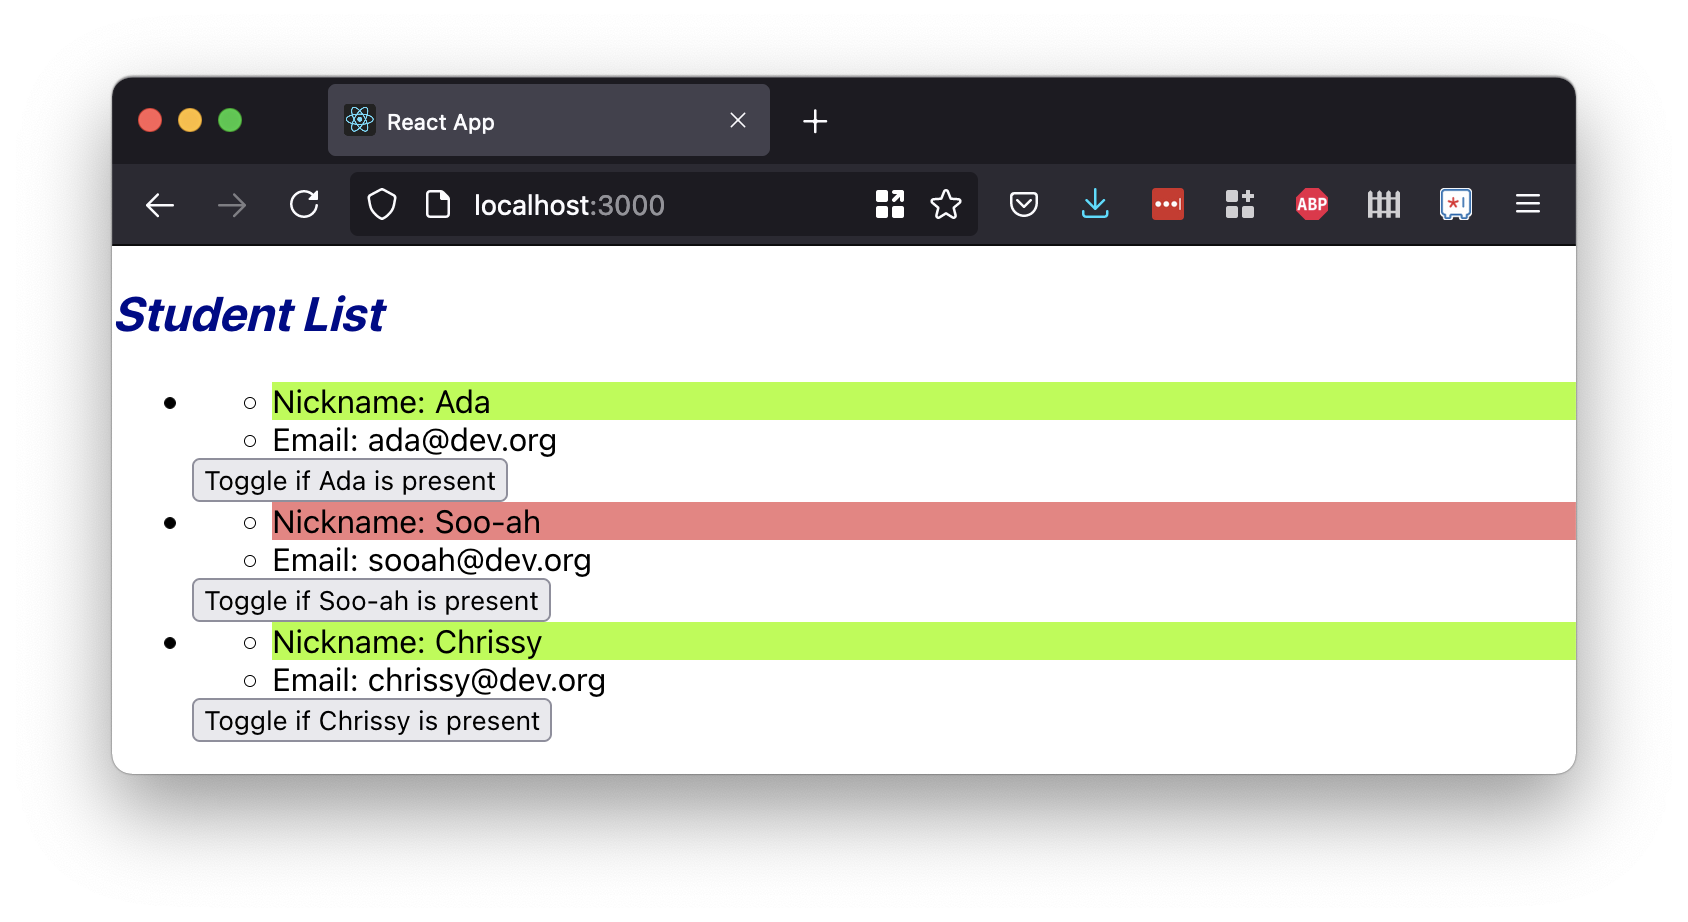 React App
localhost:3000
ABP
Student List
Nickname: Ada
Email: ada@dev.org
Toggle if Ada is present
Nickname: Soo-ah
Email: sooah@dev.org
Toggle if Soo-ah is present
Nickname: Chrissy
Email: chrissy@dev.org
Toggle if Chrissy is present